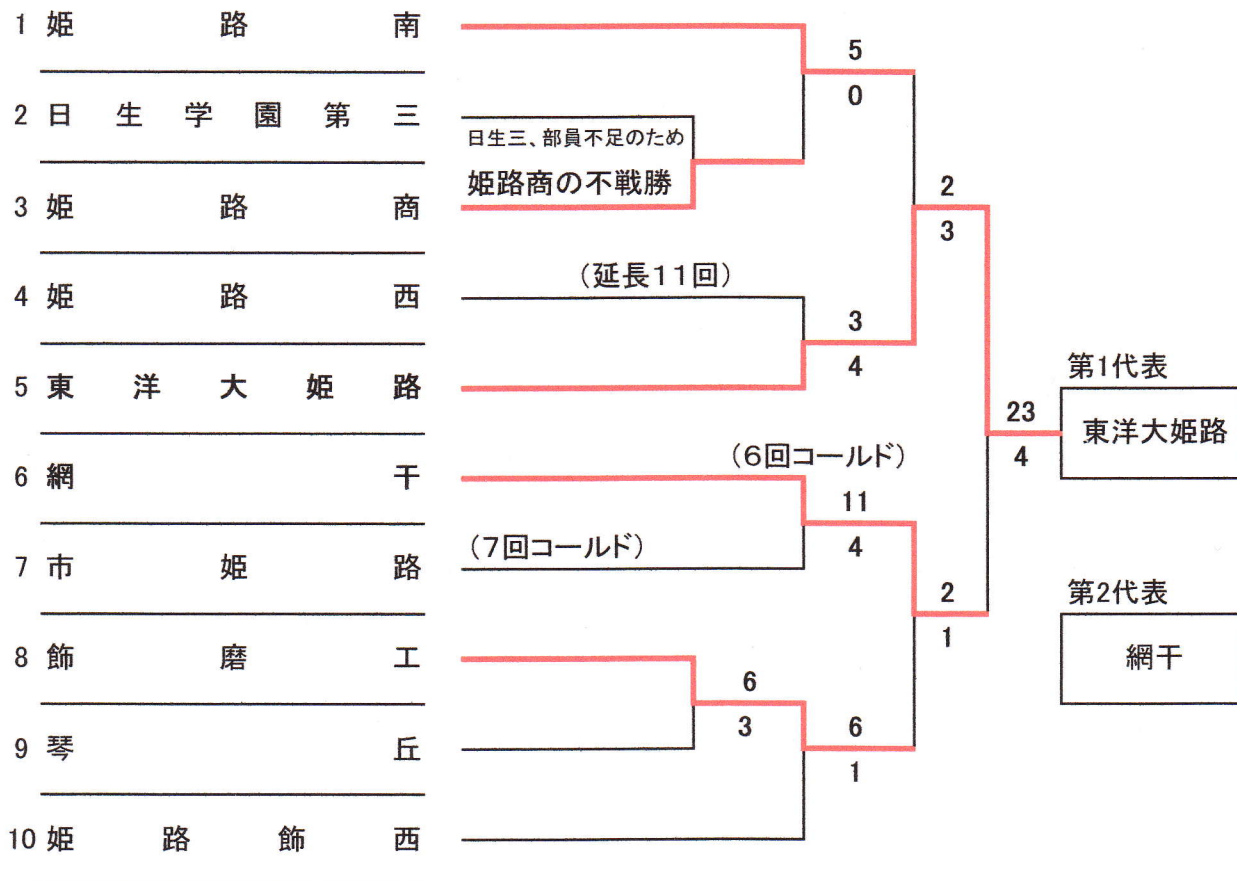 1 姫路南
5
0
2 日生学園第三
日生三、部員不足のため
姫路商の不戦勝
3 姫路商
2
3
4 姫路西
（延長１１回）
3
4
5 東洋大姫路
第1代表
東洋大姫路
23
4
6 網干
（６回コールド）
11
4
7 市姫路
（７回コールド）
2
1
第2代表
網干
8 飾磨工
6
3
9 琴丘
6
1
10 姫路飾西